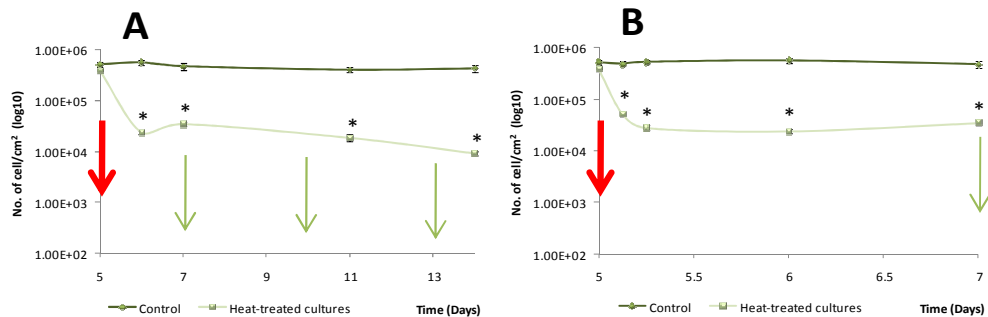 A
No. of cell/cm² (log10)
1.00E+06
1.00E+05
1.00E+04
1.00E+03
1.00E+02
* * * *
5 7 9 11 13
Control Heat-treated cultures Time (Days)
B
No. of cell/cm² (log10)
1.00E+06
1.00E+05
1.00E+04
1.00E+03
1.00E+02
* * * *
5 5.5 6 6.5 7
Control Heat-treated cultures Time (Days)